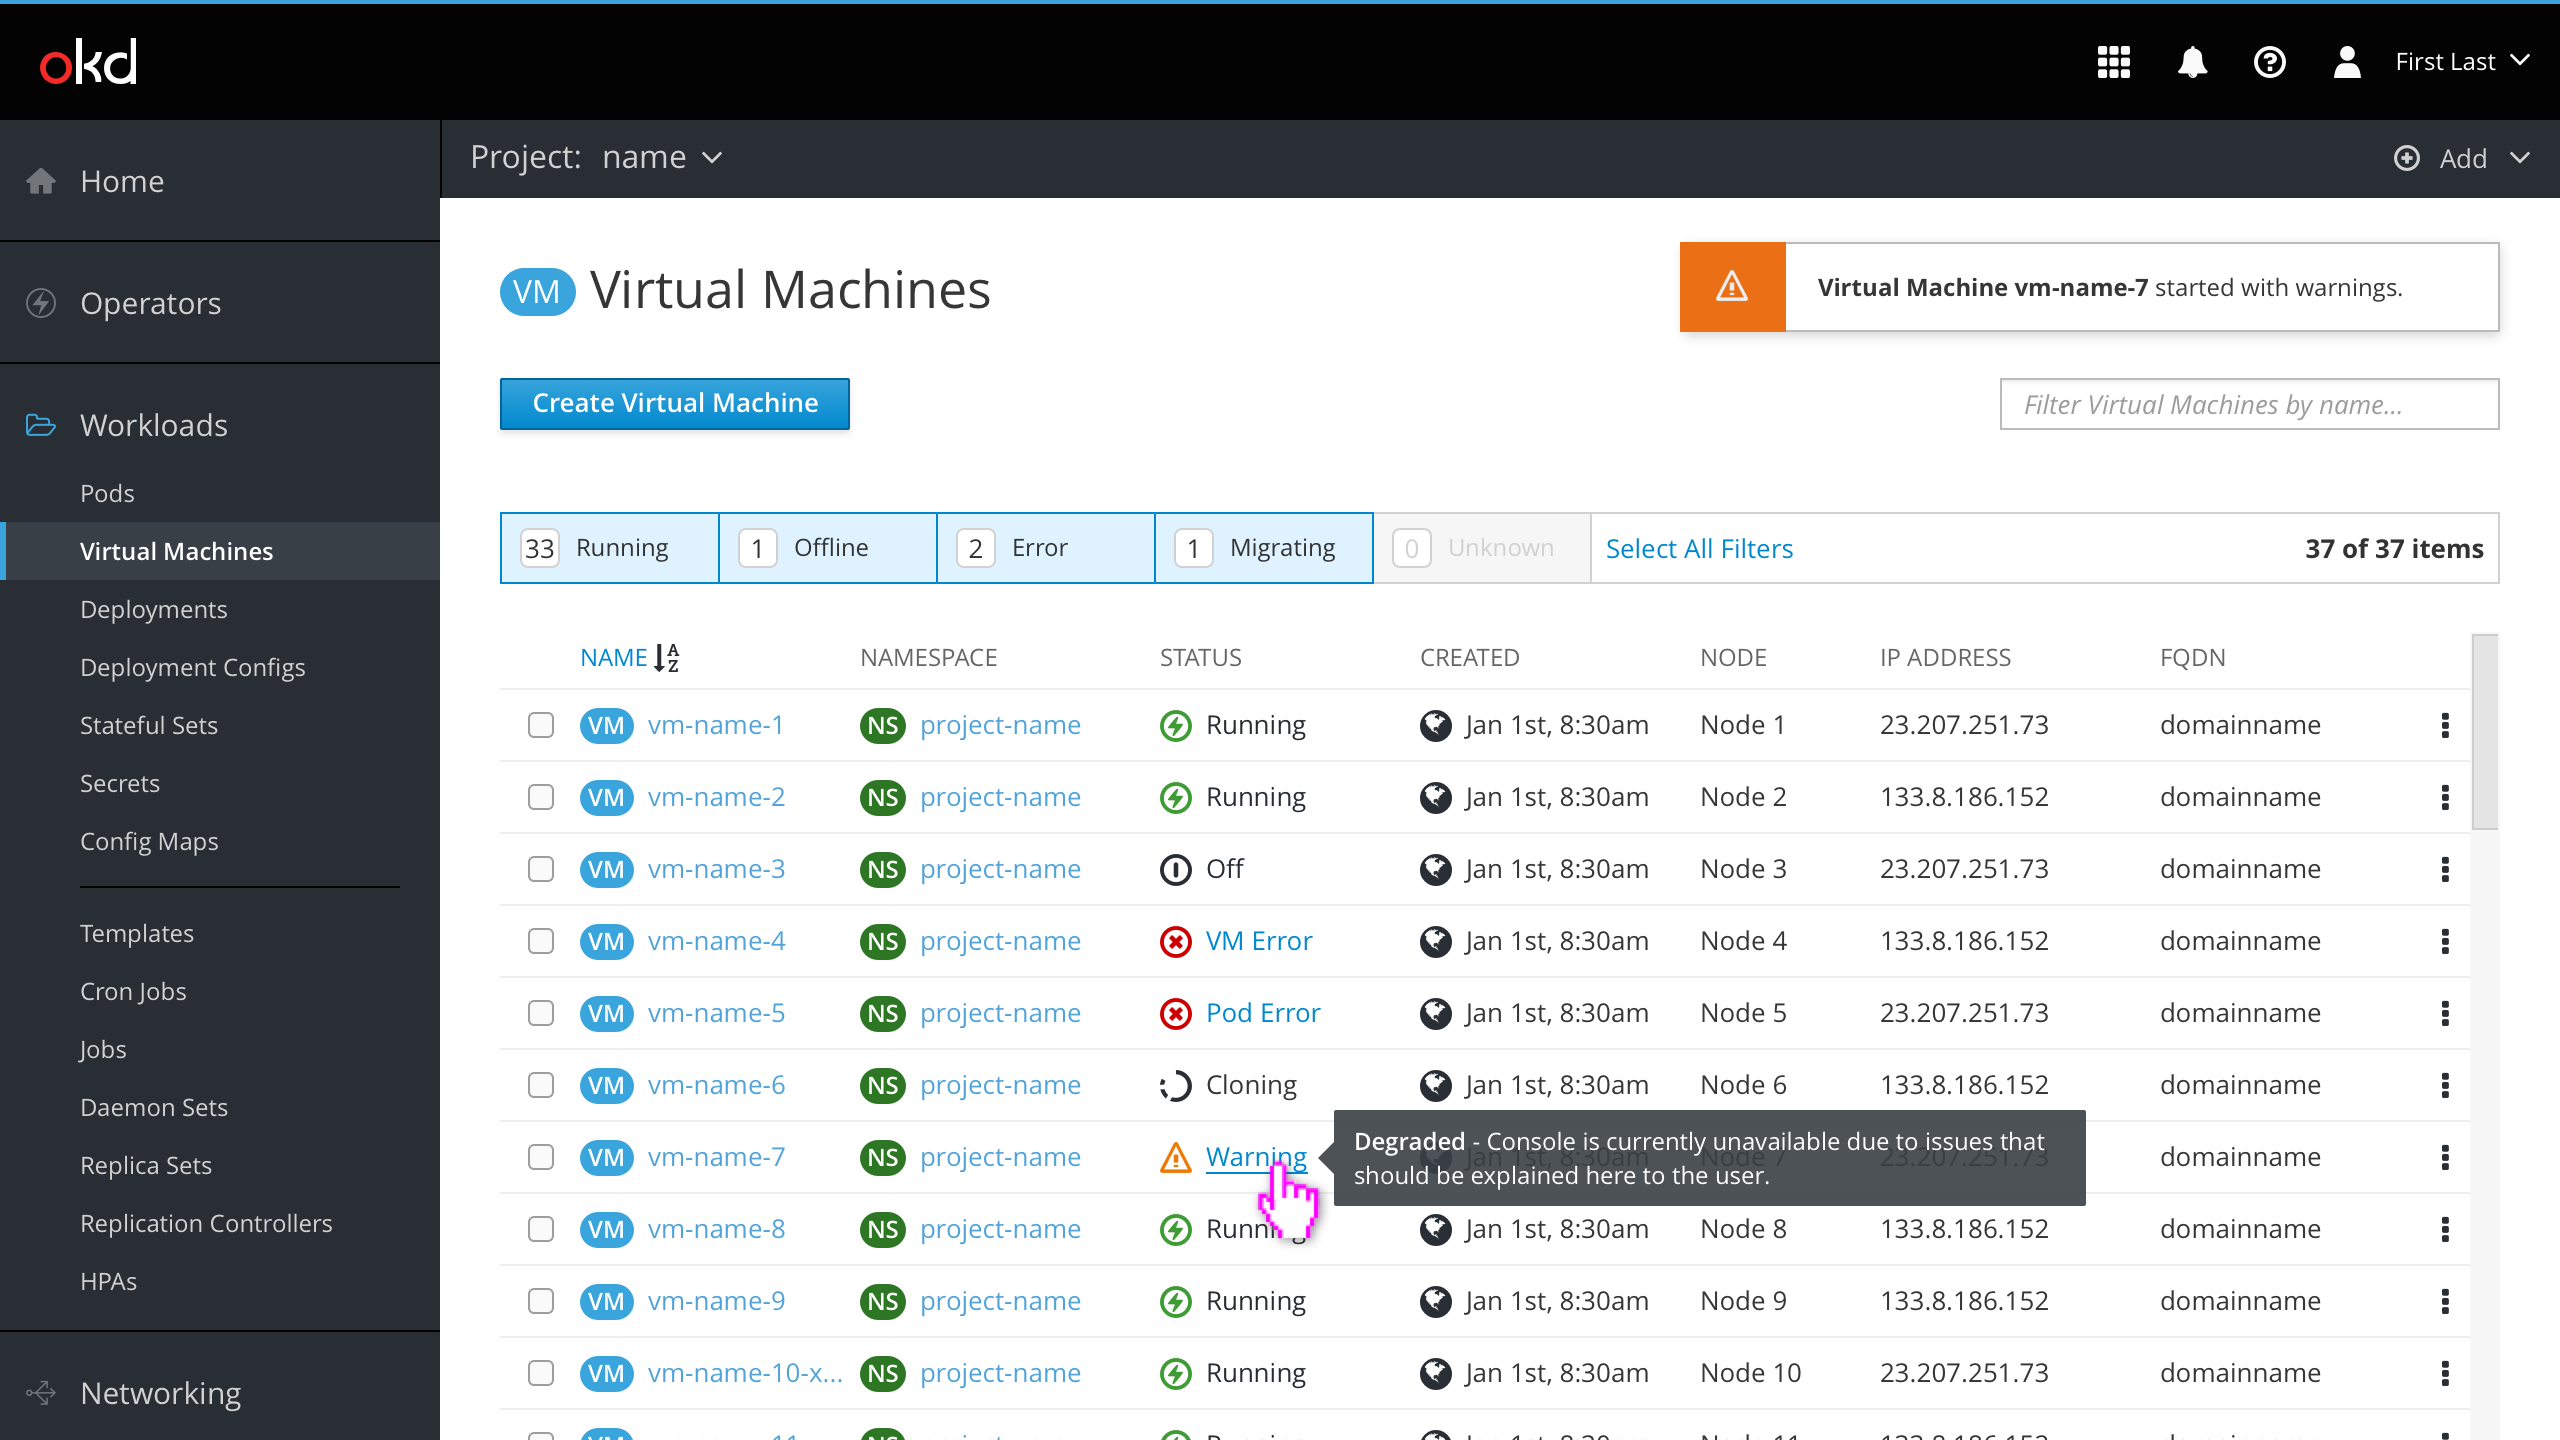 okd
First Last
Project: name
Add
Home
Operators
Workloads
Pods
Virtual Machines
Deployments
Deployment Configs
Stateful Sets
Secrets
Config Maps
Templates
Cron Jobs
Jobs
Daemon Sets
Replica Sets
Replication Controllers
HPAs
Networking
VM Virtual Machines
Virtual Machine vm-name-7 started with warnings.
Create Virtual Machine
Filter Virtual Machines by name...
33 Running 1 Offline 2 Error 1 Migrating 0 Unknown Select All Filters 37 of 37 items
NAME A Z NAMESPACE STATUS CREATED NODE IP ADDRESS FQDN
VM vm-name-1 NS project-name Running Jan 1st, 8:30am Node 1 23.207.251.73 domainname
VM vm-name-2 NS project-name Running Jan 1st, 8:30am Node 2 133.8.186.152 domainname
VM vm-name-3 NS project-name Off Jan 1st, 8:30am Node 3 23.207.251.73 domainname
VM vm-name-4 NS project-name VM Error Jan 1st, 8:30am Node 4 133.8.186.152 domainname
VM vm-name-5 NS project-name Pod Error Jan 1st, 8:30am Node 5 23.207.251.73 domainname
VM vm-name-6 NS project-name Cloning Jan 1st, 8:30am Node 6 133.8.186.152 domainname
VM vm-name-7 NS project-name Warning domainname
Degraded - Console is currently unavailable due to issues that
should be explained here to the user.
VM vm-name-8 NS project-name Running Jan 1st, 8:30am Node 8 133.8.186.152 domainname
VM vm-name-9 NS project-name Running Jan 1st, 8:30am Node 9 133.8.186.152 domainname
VM vm-name-10-x... NS project-name Running Jan 1st, 8:30am Node 10 23.207.251.73 domainname